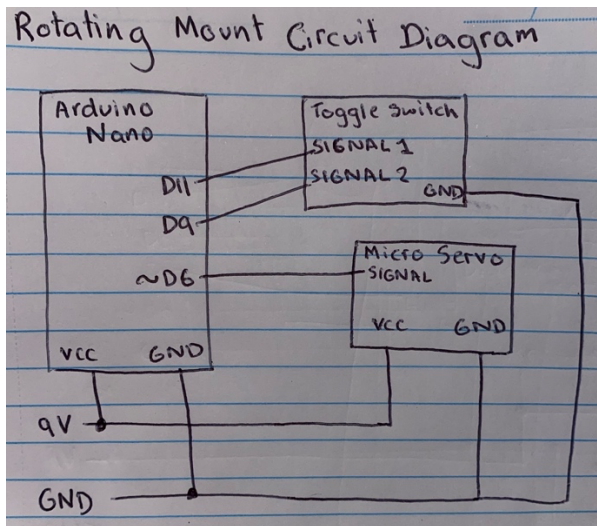 Rotating Mount Circuit Diagram
Arduino
Nano
D11
D9
~D6
VCC GND
Toggle Switch
SIGNAL 1
SIGNAL 2
GND
Micro Servo
SIGNAL
VCC GND
9V
GND